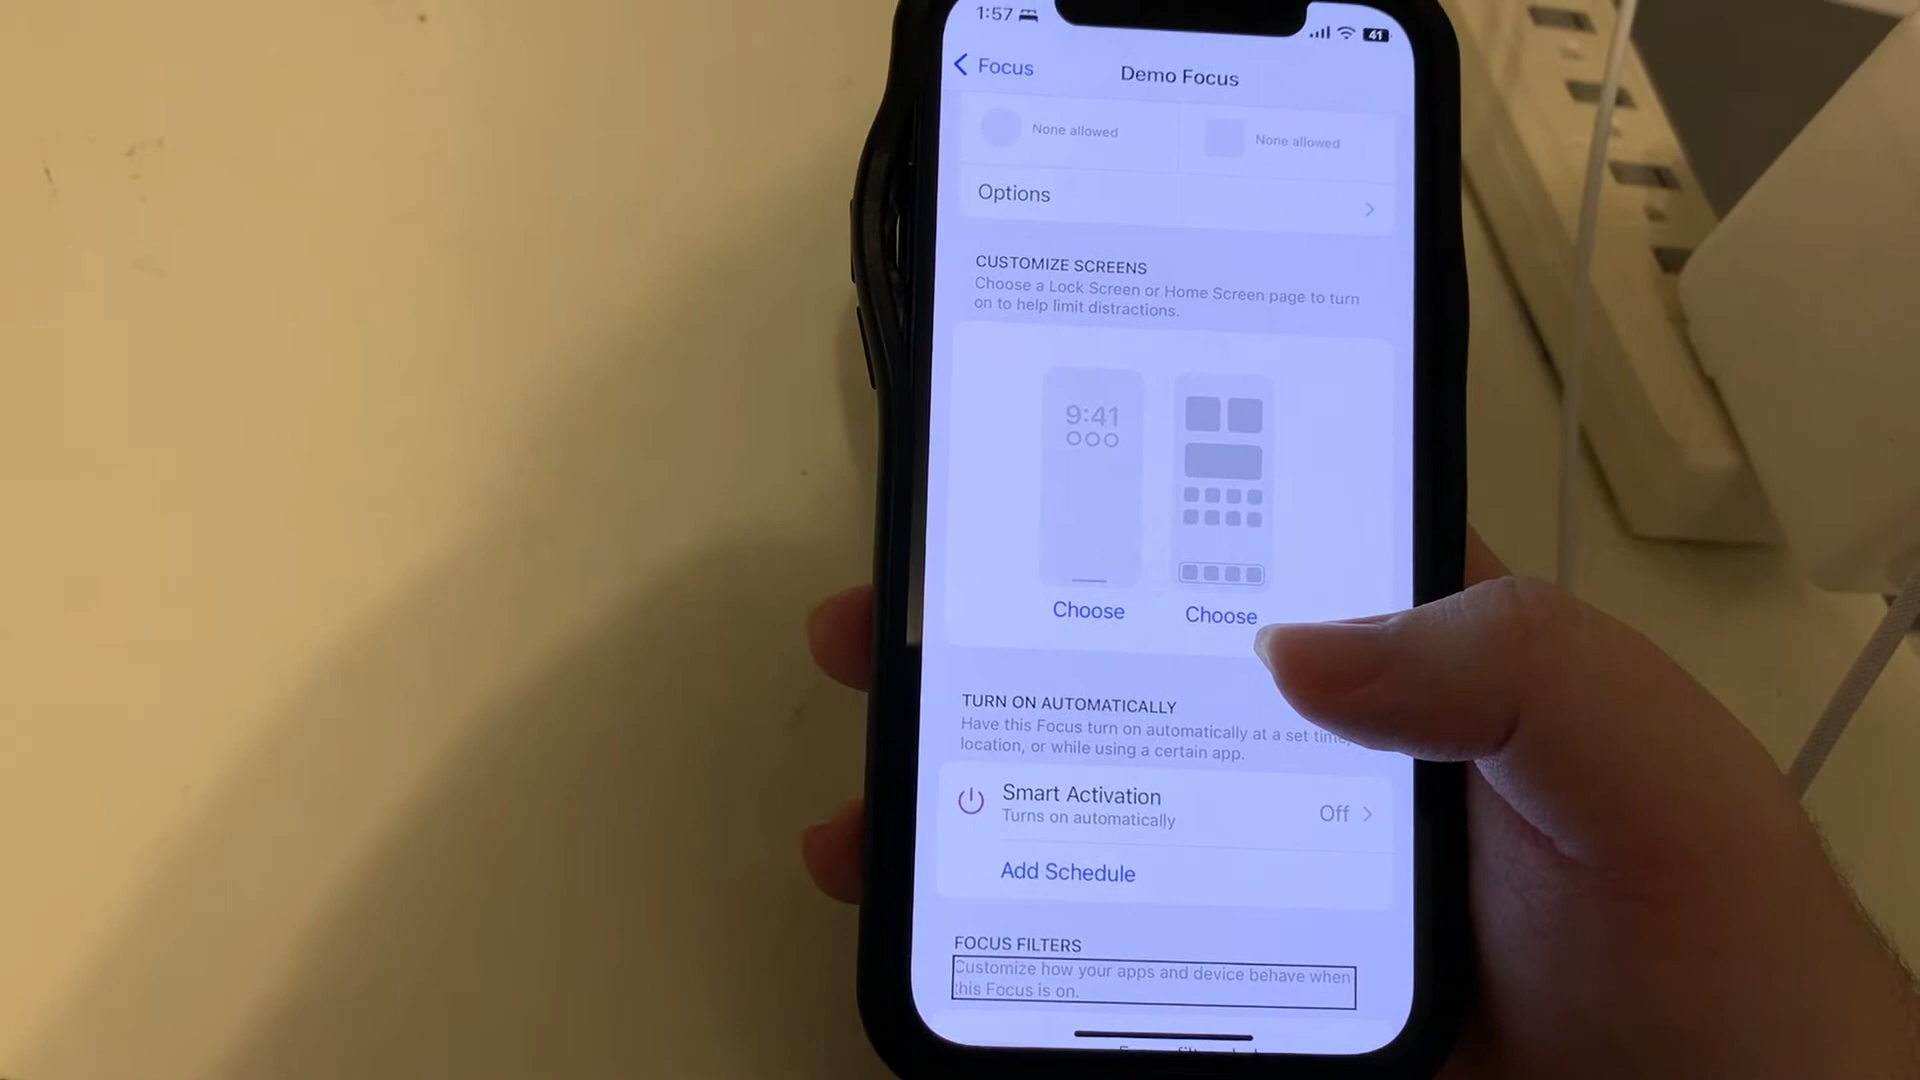 1:57
41
Focus
Demo Focus
None allowed
None allowed
Options
CUSTOMIZE SCREENS
Choose a Lock Screen or Home Screen page to turn
on to help limit distractions.
9:41
Choose
Choose
TURN ON AUTOMATICALLY
Have this Focus turn on automatically at a set time,
location, or while using a certain app.
Smart Activation
Turns on automatically
Off
Add Schedule
FOCUS FILTERS
Customize how your apps and device behave when
this Focus is on.